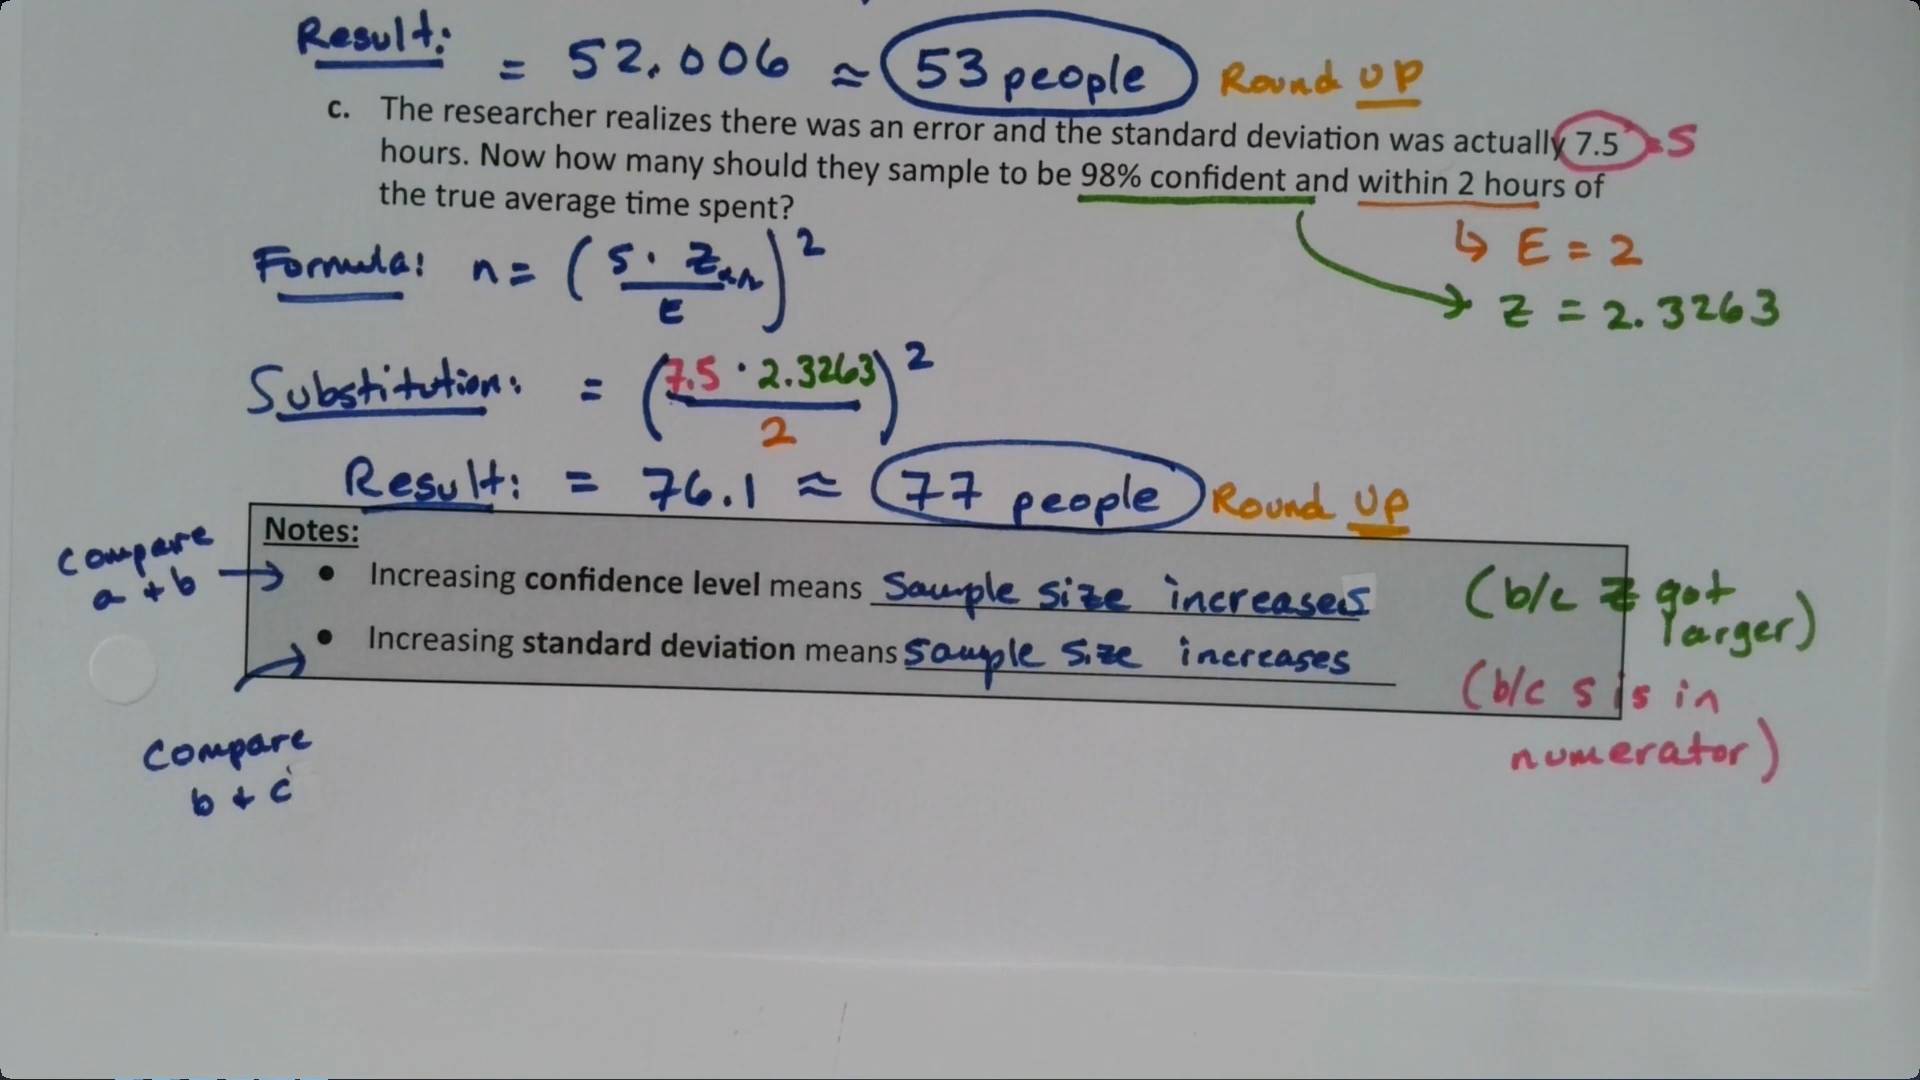 Result: = 52.006 ≈ 53 people Round UP
c. The researcher realizes there was an error and the standard deviation was actually 7.5 = S
hours. Now how many should they sample to be 98% confident and within 2 hours of
the true average time spent?
↳ E = 2
→ Z = 2.3263
Formula: n = (S · Zα/2 / E)²
Substitution: = (7.5 · 2.3263 / 2)²
Result: = 76.1 ≈ 77 people Round UP
Notes:
compare
a + b →
• Increasing confidence level means Sample size increases
(b/c Z got
larger)
• Increasing standard deviation means sample size increases
(b/c s is in
numerator)
Compare
b + c